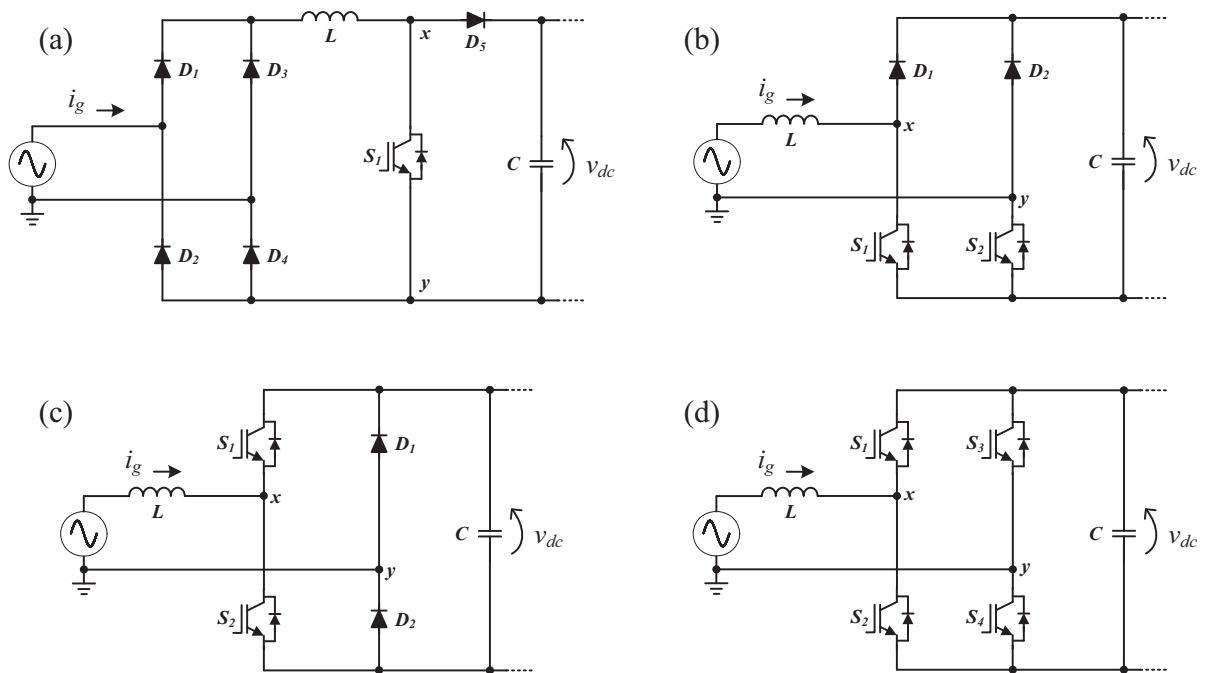 (a)
L
x
D5
D1
D3
ig
S1
C
vdc
D2
D4
y
(b)
D1
D2
ig
L
x
C
vdc
y
S1
S2
(c)
S1
D1
ig
L
x
C
vdc
y
S2
D2
(d)
S1
S3
ig
L
x
C
vdc
y
S2
S4